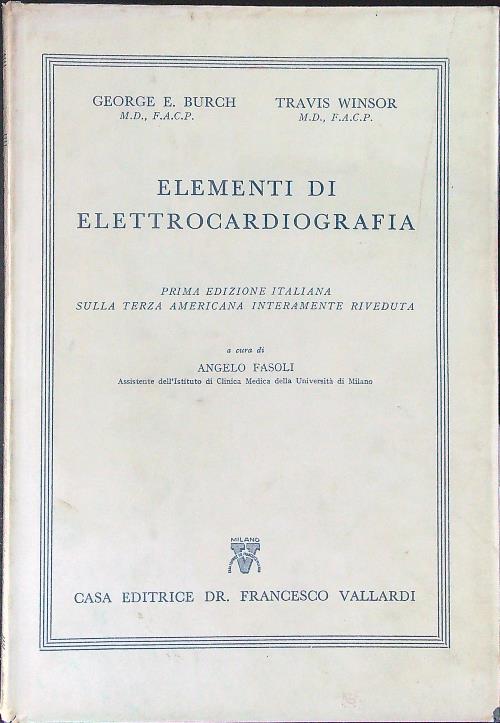 GEORGE E. BURCH TRAVIS WINSOR
M.D., F.A.C.P. M.D., F.A.C.P.
ELEMENTI DI
ELETTROCARDIOGRAFIA
PRIMA EDIZIONE ITALIANA
SULLA TERZA AMERICANA INTERAMENTE RIVEDUTA
a cura di
ANGELO FASOLI
Assistente dell'Istituto di Clinica Medica della Università di Milano
MILANO
CASA EDITRICE DR. FRANCESCO VALLARDI